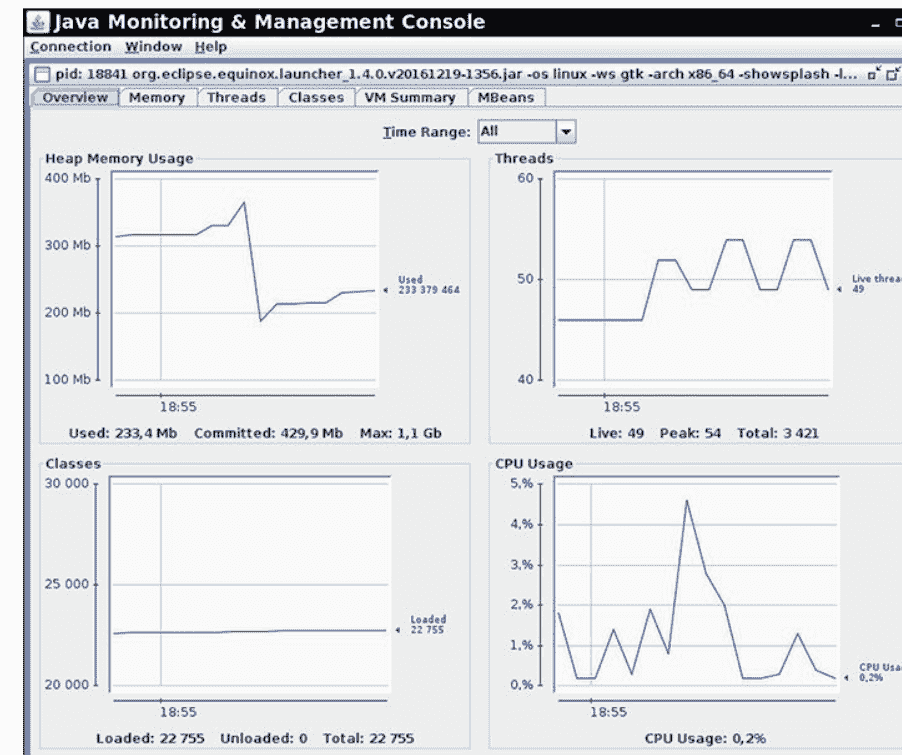 Java Monitoring & Management Console
Connection Window Help
pid: 18841 org.eclipse.equinox.launcher_1.4.0.v20161219-1356.jar -os linux -ws gtk -arch x86_64 -showsplash -l...
Overview Memory Threads Classes VM Summary MBeans
Time Range: All
Heap Memory Usage
400 Mb
300 Mb
200 Mb
100 Mb
18:55
Used
233 379 464
Used: 233,4 Mb Committed: 429,9 Mb Max: 1,1 Gb
Threads
60
50
40
18:55
Live threa
49
Live: 49 Peak: 54 Total: 3 421
Classes
30 000
25 000
20 000
18:55
Loaded
22 755
Loaded: 22 755 Unloaded: 0 Total: 22 755
CPU Usage
5,%
4,%
3,%
2,%
1,%
0,%
18:55
CPU Usa
0,2%
CPU Usage: 0,2%